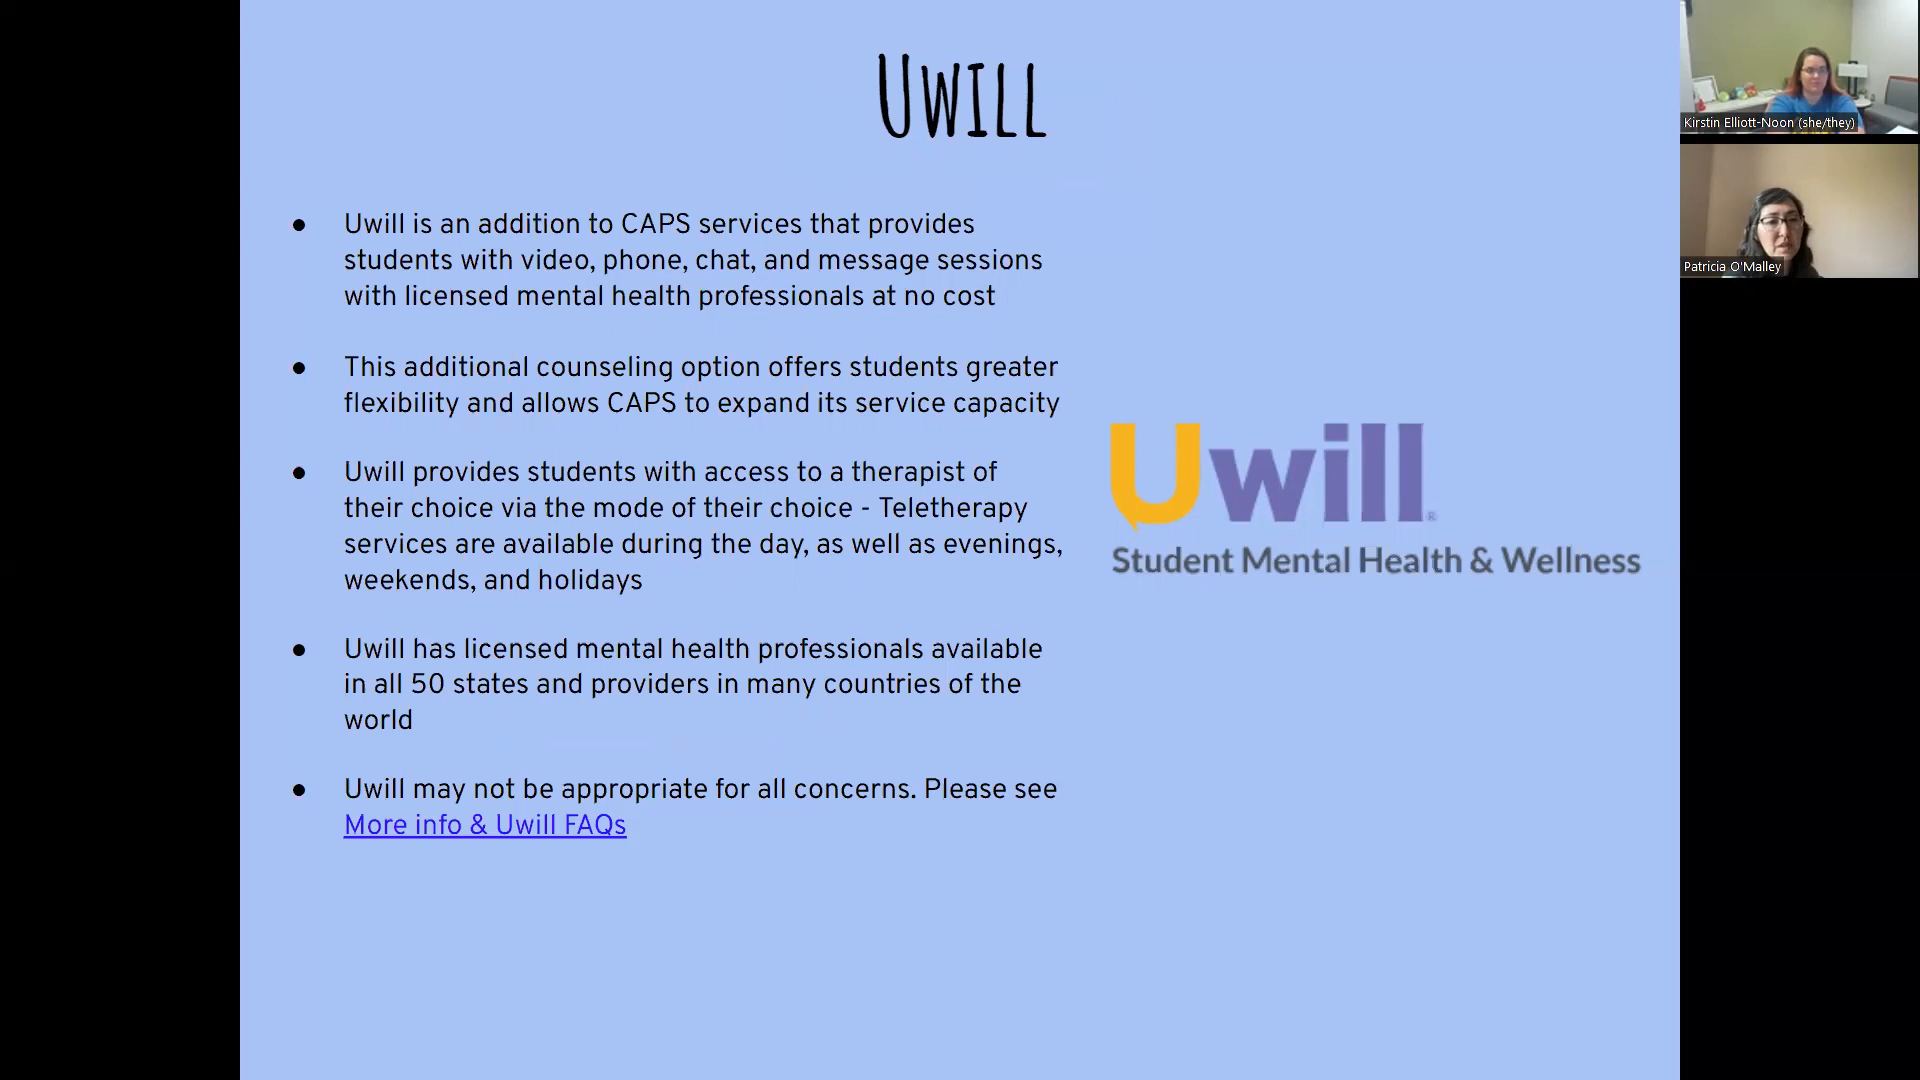 Uwill
Uwill is an addition to CAPS services that provides
students with video, phone, chat, and message sessions
with licensed mental health professionals at no cost
This additional counseling option offers students greater
flexibility and allows CAPS to expand its service capacity
Uwill provides students with access to a therapist of
their choice via the mode of their choice - Teletherapy
services are available during the day, as well as evenings,
weekends, and holidays
Uwill has licensed mental health professionals available
in all 50 states and providers in many countries of the
world
Uwill may not be appropriate for all concerns. Please see
More info & Uwill FAQs
Uwill®
Student Mental Health & Wellness
Kirstin Elliott-Noon (she/they)
Patricia O'Malley